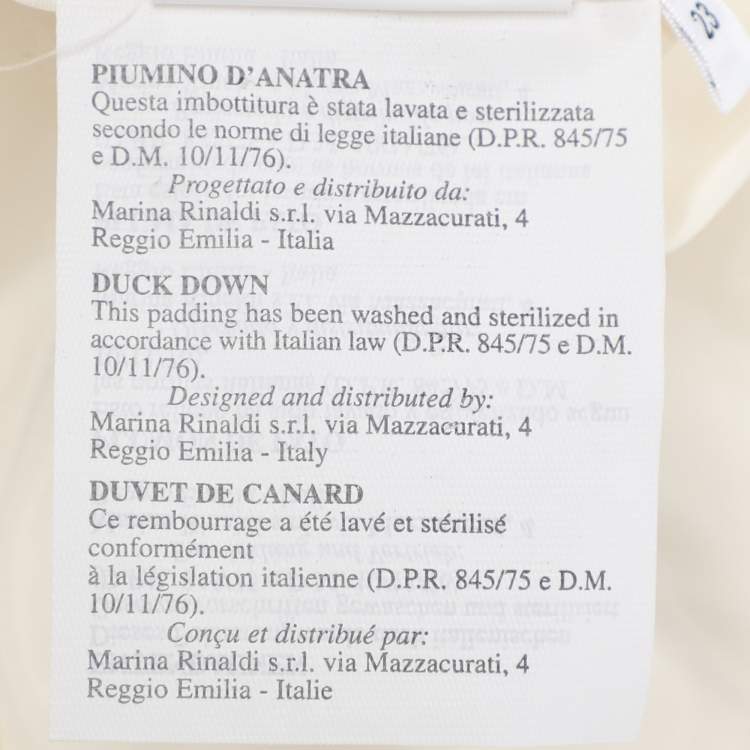 PIUMINO D'ANATRA
Questa imbottitura è stata lavata e sterilizzata
secondo le norme di legge italiane (D.P.R. 845/75
e D.M. 10/11/76).
Progettato e distribuito da:
Marina Rinaldi s.r.l. via Mazzacurati, 4
Reggio Emilia - Italia
DUCK DOWN
This padding has been washed and sterilized in
accordance with Italian law (D.P.R. 845/75 e D.M.
10/11/76).
Designed and distributed by:
Marina Rinaldi s.r.l. via Mazzacurati, 4
Reggio Emilia - Italy
DUVET DE CANARD
Ce rembourrage a été lavé et stérilisé
conformément
à la législation italienne (D.P.R. 845/75 e D.M.
10/11/76).
Conçu et distribué par:
Marina Rinaldi s.r.l. via Mazzacurati, 4
Reggio Emilia - Italie
23